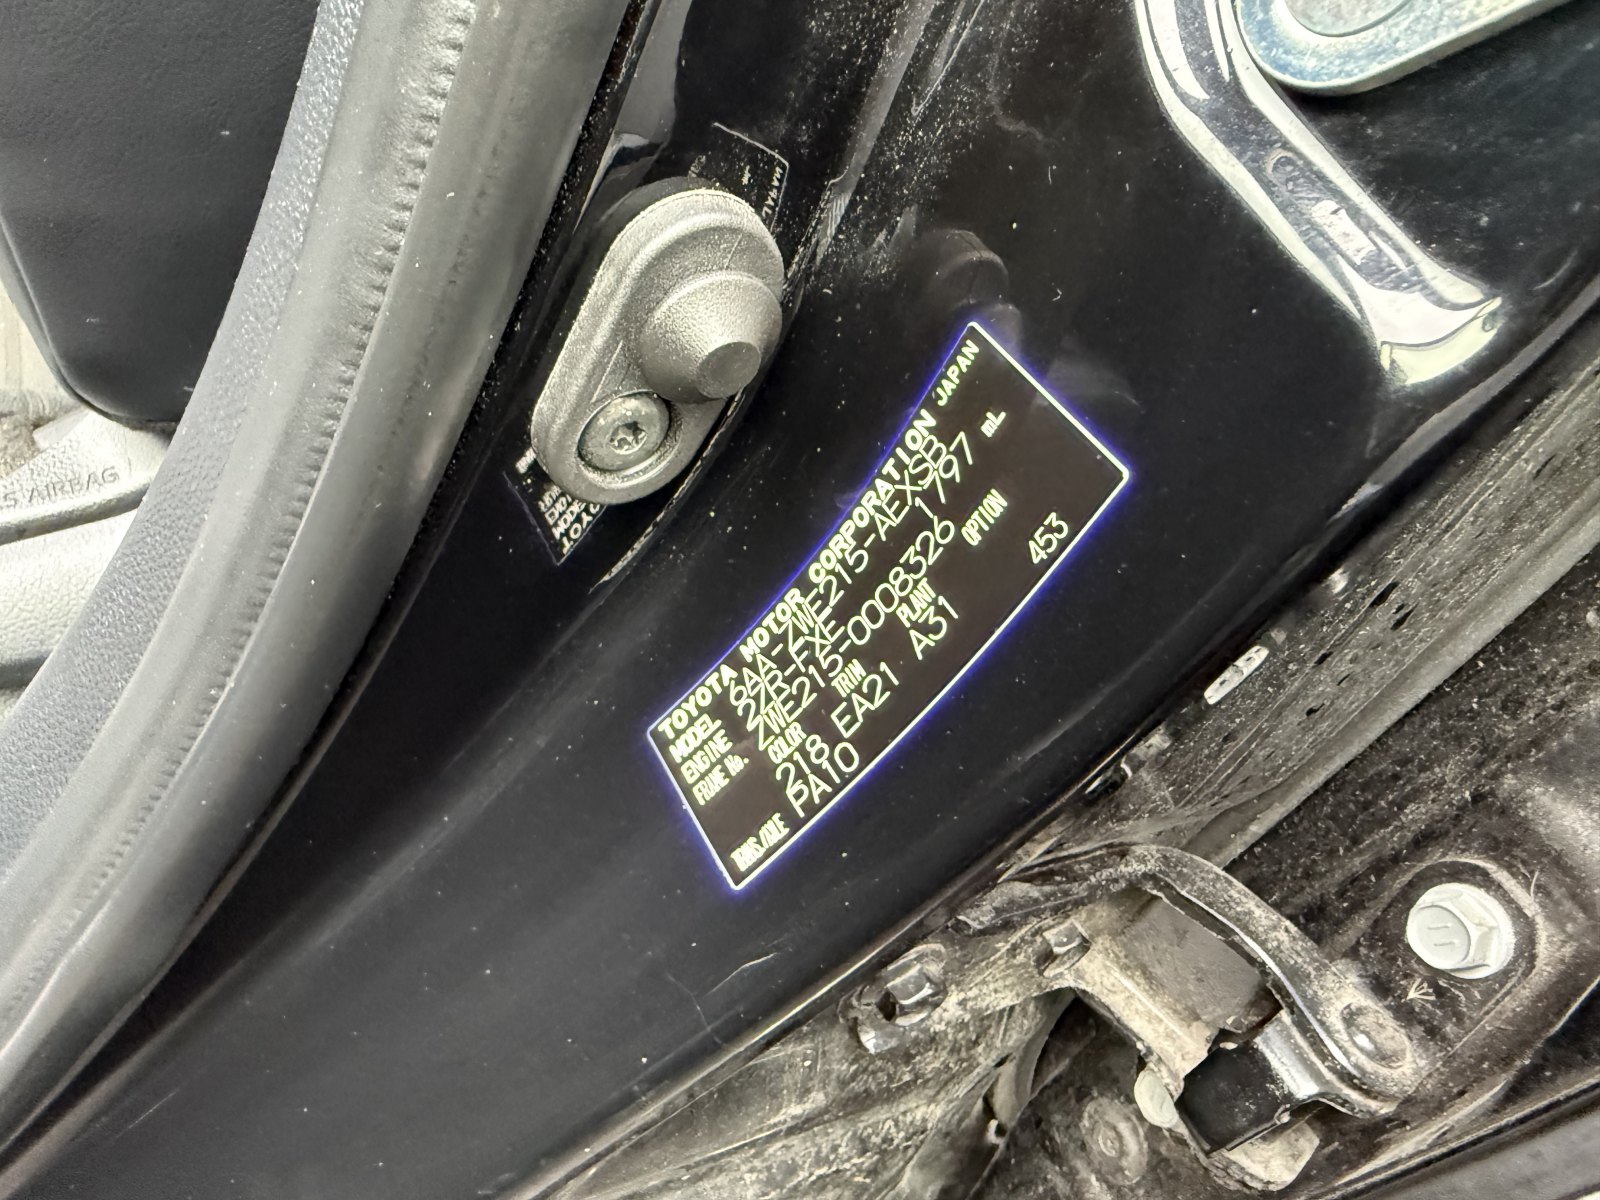 TOYOTA MOTOR CORPORATION JAPAN
MODEL 6AA-ZWE215-AEXSB
ENGINE 2ZR-FXE 1797 mL
FRAME No. ZWE215-0008326
COLOR TRIM PLANT OPTION
218 EA21 A31 453
TRANS./AXLE PA10
AIRBAG